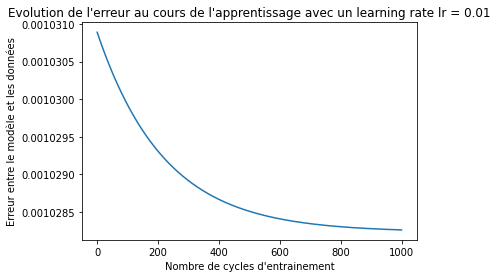 Evolution de l'erreur au cours de l'apprentissage avec un learning rate lr = 0.01
0.0010310
0.0010305
0.0010300
0.0010295
0.0010290
0.0010285
Erreur entre le modèle et les données
0 200 400 600 800 1000
Nombre de cycles d'entrainement